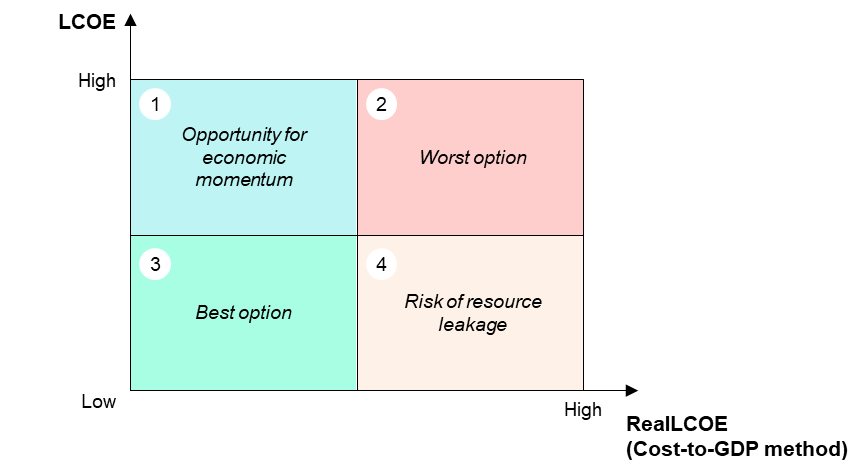 LCOE
High
1
Opportunity for
economic
momentum
2
Worst option
3
Best option
4
Risk of resource
leakage
Low
High
RealLCOE
(Cost-to-GDP method)